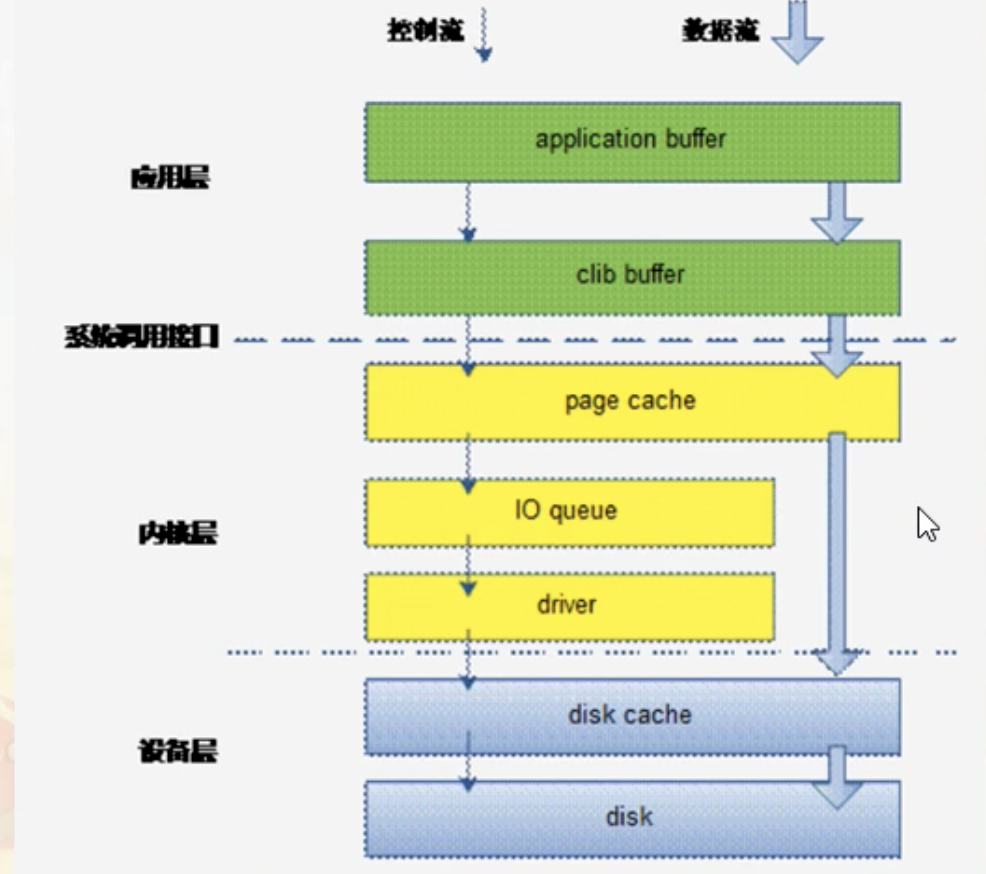 控制流
数据流
application buffer
应用层
clib buffer
系统调用接口
page cache
IO queue
内核层
driver
disk cache
设备层
disk